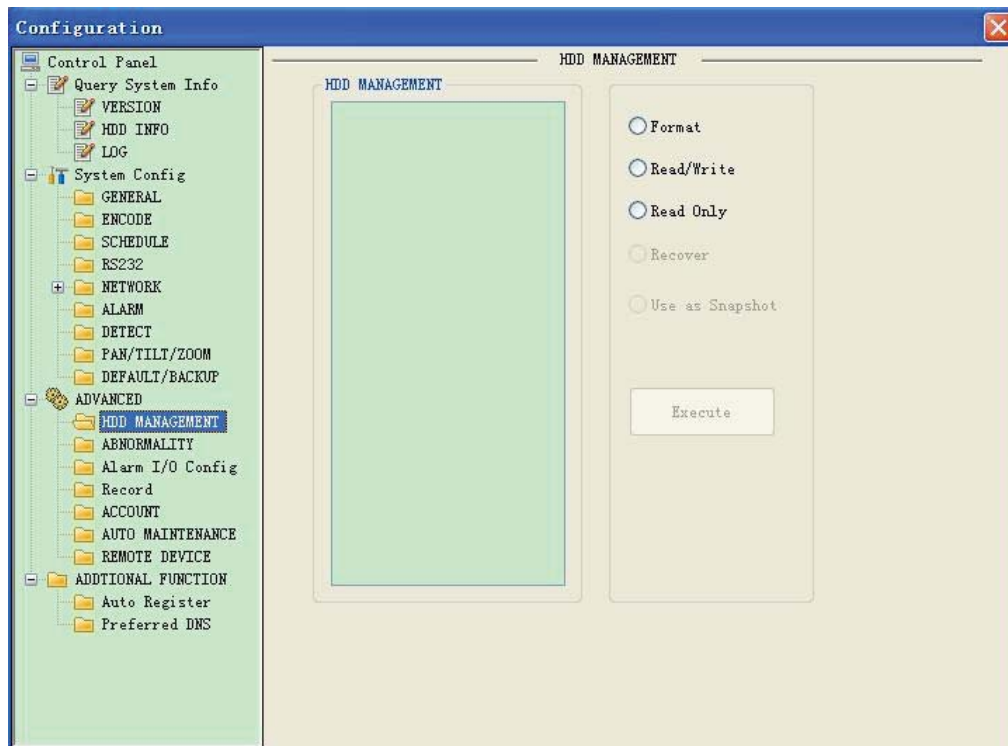 Configuration
Control Panel
Query System Info
VERSION
HDD INFO
LOG
System Config
GENERAL
ENCODE
SCHEDULE
RS232
NETWORK
ALARM
DETECT
PAN/TILT/ZOOM
DEFAULT/BACKUP
ADVANCED
HDD MANAGEMENT
ABNORMALITY
Alarm I/O Config
Record
ACCOUNT
AUTO MAINTENANCE
REMOTE DEVICE
ADDTIONAL FUNCTION
Auto Register
Preferred DNS
HDD MANAGEMENT
HDD MANAGEMENT
Format
Read/Write
Read Only
Recover
Use as Snapshot
Execute